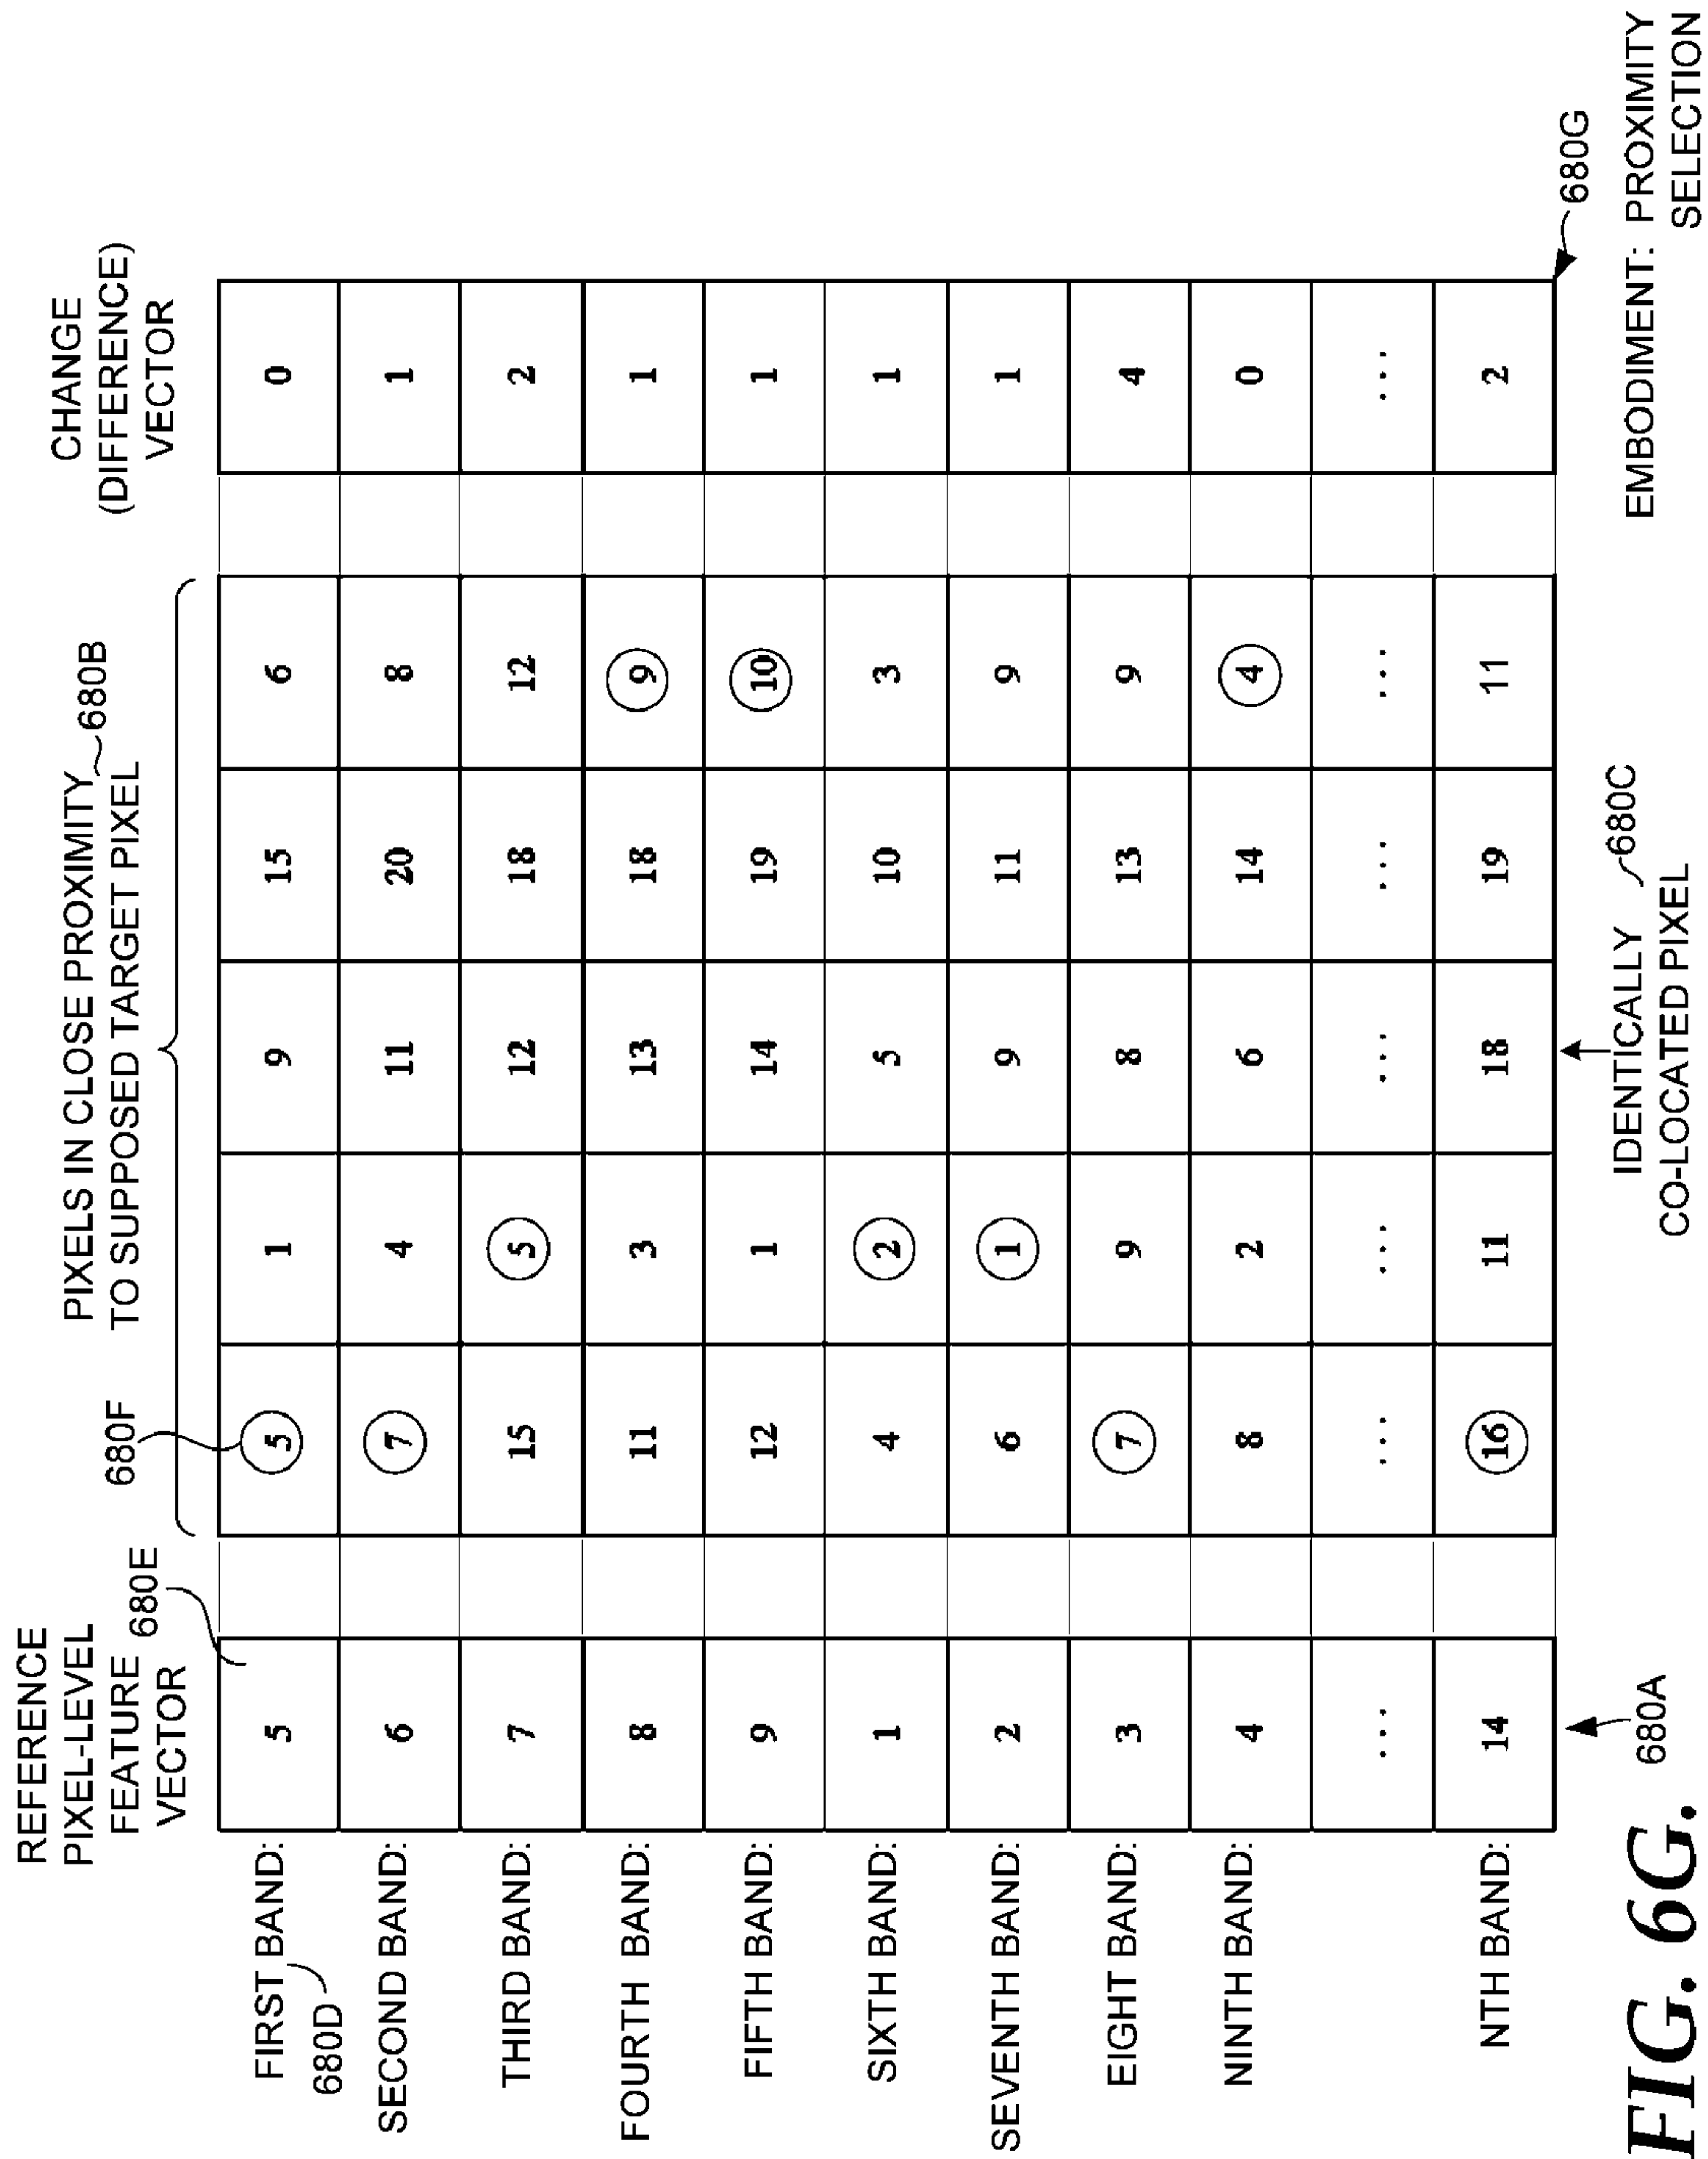 REFERENCE
PIXEL-LEVEL
FEATURE
VECTOR
680E
680F
PIXELS IN CLOSE PROXIMITY 680B
TO SUPPOSED TARGET PIXEL
CHANGE
(DIFFERENCE)
VECTOR
FIRST BAND: 5 5 1 9 15 6 0
680D
SECOND BAND: 6 7 4 11 20 8 1
THIRD BAND: 7 15 5 12 18 12 2
FOURTH BAND: 8 11 3 13 18 9 1
FIFTH BAND: 9 12 1 14 19 10 1
SIXTH BAND: 1 4 2 5 10 3 1
SEVENTH BAND: 2 6 1 9 11 9 1
EIGHT BAND: 3 7 9 8 13 9 4
NINTH BAND: 4 8 2 6 14 4 0
... ... ... ... ... ... ...
NTH BAND: 14 16 11 18 19 11 2
680A
IDENTICALLY 680C
CO-LOCATED PIXEL
680G
EMBODIMENT: PROXIMITY
SELECTION
FIG. 6G.